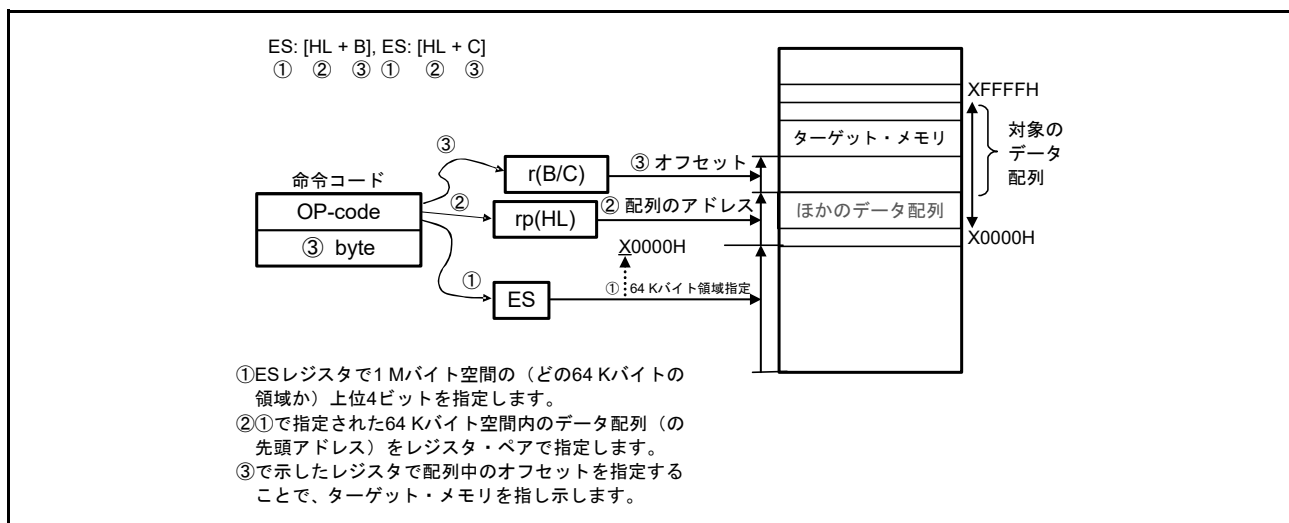 ES: [HL + B], ES: [HL + C]
① ② ③ ① ② ③
XFFFFH
ターゲット・メモリ
対象の
データ
配列
③
r(B/C)
③ オフセット
命令コード
OP-code
②
rp(HL)
② 配列のアドレス
ほかのデータ配列
③ byte
X0000H
X0000H
①
ES
① 64 Kバイト領域指定
①ESレジスタで1 Mバイト空間の（どの64 Kバイトの
領域か）上位4ビットを指定します。
②①で指定された64 Kバイト空間内のデータ配列（の
先頭アドレス）をレジスタ・ペアで指定します。
③で示したレジスタで配列中のオフセットを指定する
ことで、ターゲット・メモリを指し示します。